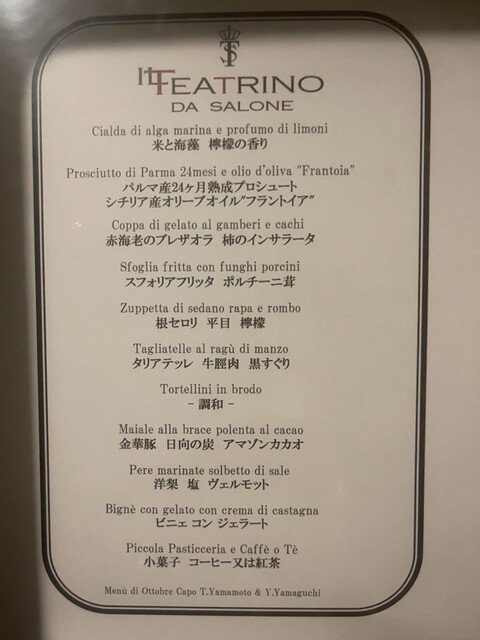 TS
IL TEATRINO
DA SALONE
Cialda di alga marina e profumo di limoni
米と海藻 檸檬の香り
Prosciutto di Parma 24mesi e olio d'oliva "Frantoia"
パルマ産24ヶ月熟成プロシュート
シチリア産オリーブオイル"フラントイア"
Coppa di gelato al gamberi e cachi
赤海老のブレザオラ 柿のインサラータ
Sfoglia fritta con funghi porcini
スフォリアフリッタ ポルチーニ茸
Zuppetta di sedano rapa e rombo
根セロリ 平目 檸檬
Tagliatelle al ragù di manzo
タリアテッレ 牛脛肉 黒すぐり
Tortellini in brodo
- 調和 -
Maiale alla brace polenta al cacao
金華豚 日向の炭 アマゾンカカオ
Pere marinate solbetto di sale
洋梨 塩 ヴェルモット
Bignè con gelato con crema di castagna
ビニェ コン ジェラート
Piccola Pasticceria e Caffè o Tè
小菓子 コーヒー又は紅茶
Menù di Ottobre Capo T.Yamamoto & Y.Yamaguchi